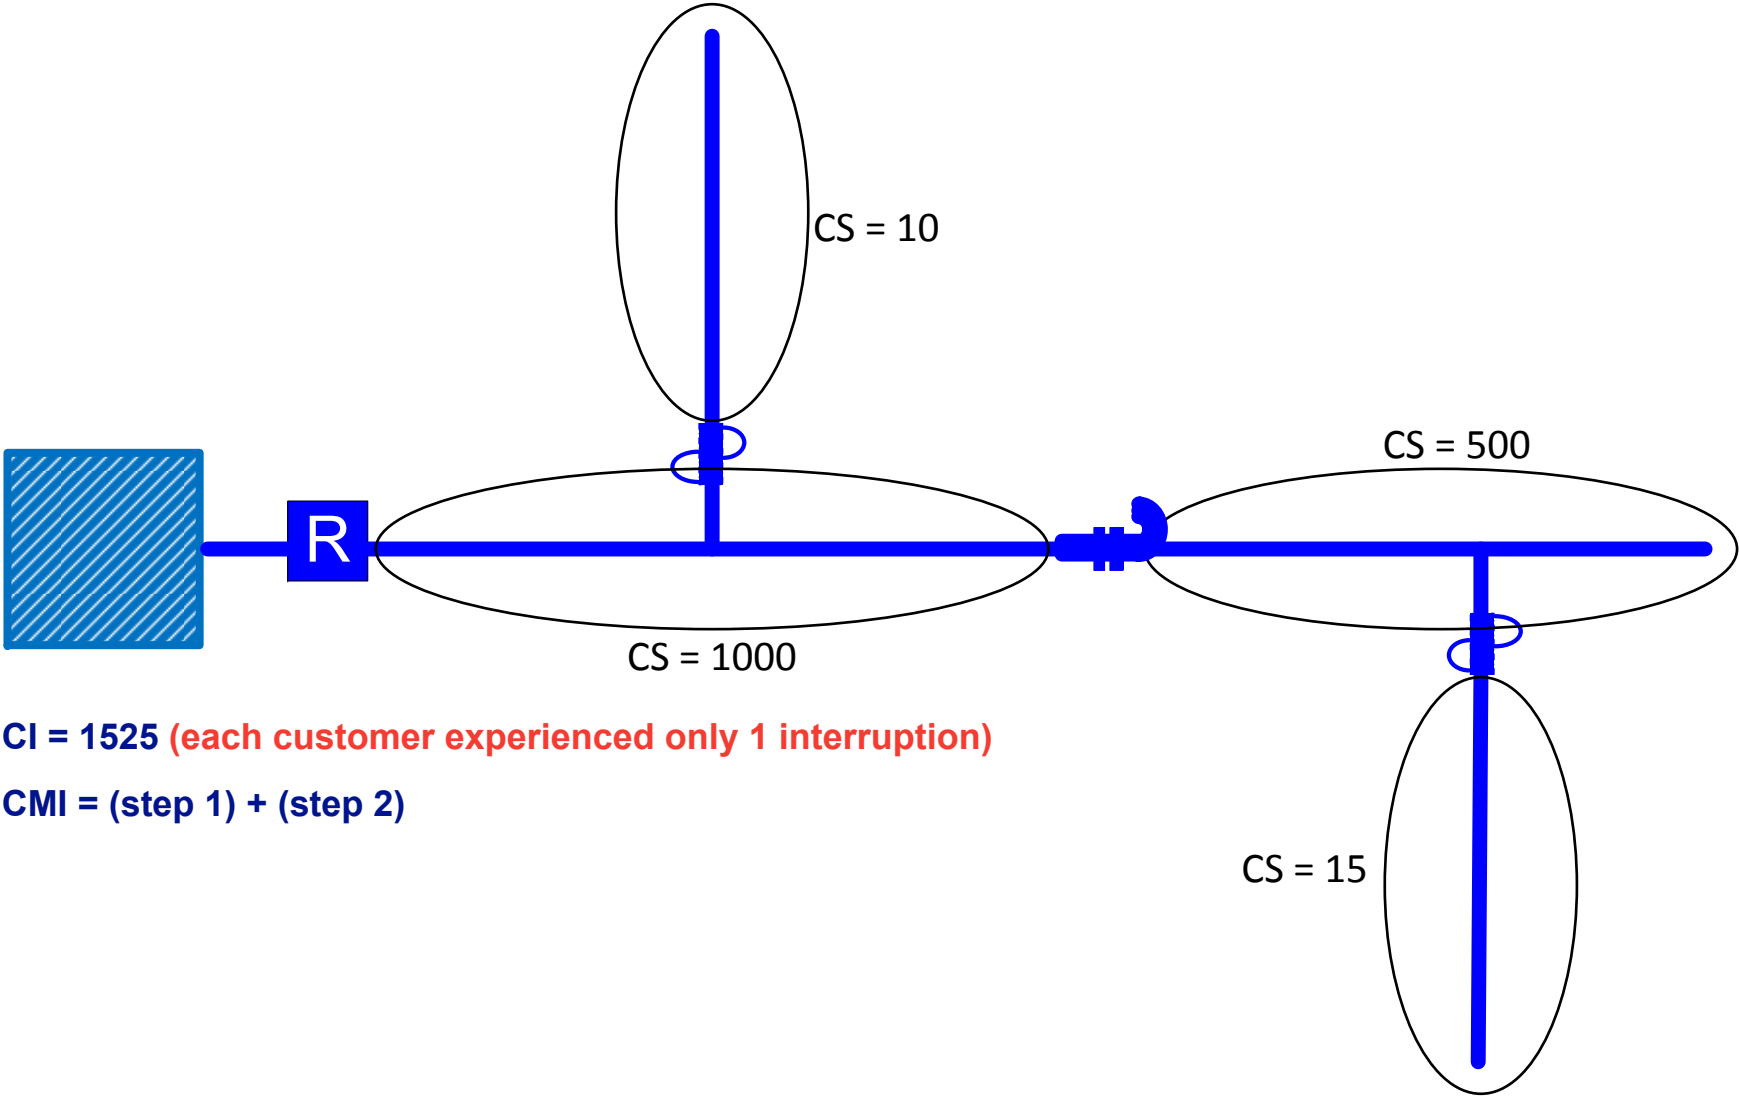 CS = 10
CS = 500
R
CS = 1000
CI = 1525 (each customer experienced only 1 interruption)
CMI = (step 1) + (step 2)
CS = 15